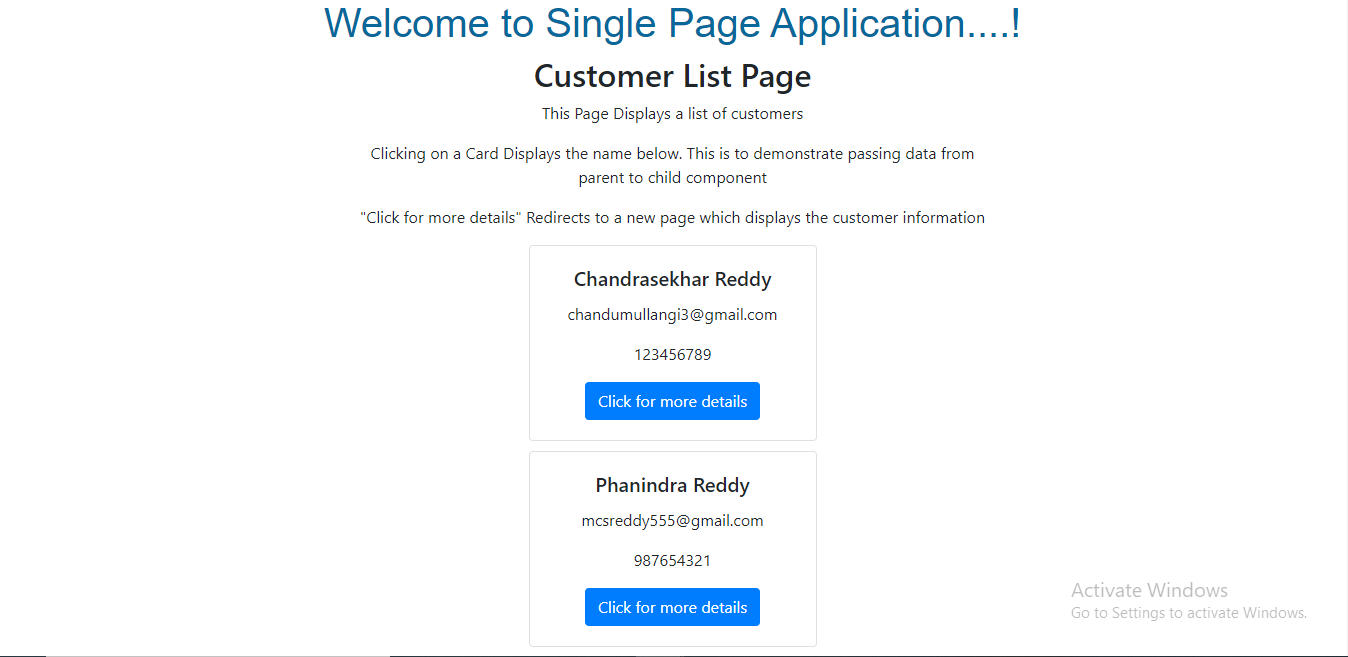 Welcome to Single Page Application....!
Customer List Page
This Page Displays a list of customers
Clicking on a Card Displays the name below. This is to demonstrate passing data from
parent to child component
"Click for more details" Redirects to a new page which displays the customer information
Chandrasekhar Reddy
chandumullangi3@gmail.com
123456789
Click for more details
Phanindra Reddy
mcsreddy555@gmail.com
987654321
Click for more details
Activate Windows
Go to Settings to activate Windows.